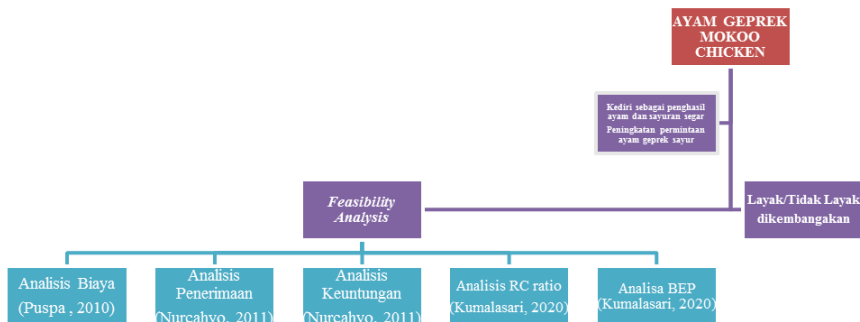 AYAM GEPREK
MOKOO
CHICKEN
Kediri sebagai penghasil
ayam dan sayuran segar
Peningkatan permintaan
ayam geprek sayur
Feasibility
Analysis
Layak/Tidak Layak
dikembangakan
Analisis Biaya
(Puspa , 2010)
Analisis
Penerimaan
(Nurcahyo, 2011)
Analisis
Keuntungan
(Nurcahyo, 2011)
Analisis RC ratio
(Kumalasari, 2020)
Analisa BEP
(Kumalasari, 2020)